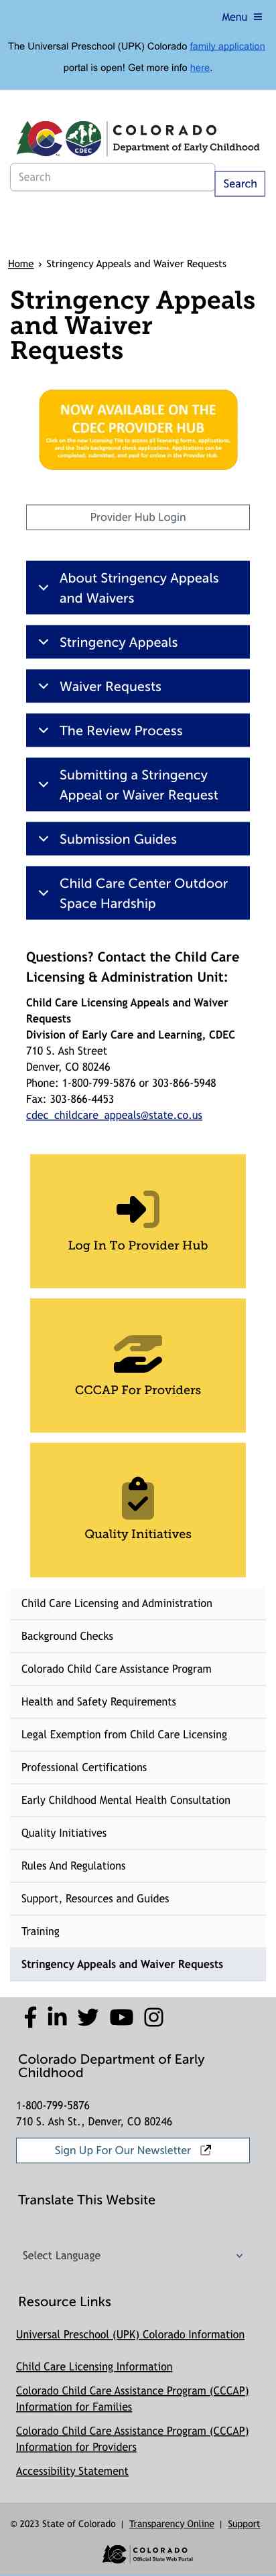 Menu
The Universal Preschool (UPK) Colorado family application
portal is open! Get more info here.
COLORADO
Department of Early Childhood
CDEC
Search
Search
Home › Stringency Appeals and Waiver Requests
Stringency Appeals
and Waiver
Requests
NOW AVAILABLE ON THE
CDEC PROVIDER HUB
Click on the new Licensing Tile to access all licensing forms, applications,
and the Trails background check applications. Applications can be
completed, submitted, and paid for online in the Provider Hub.
Provider Hub Login
About Stringency Appeals
and Waivers
Stringency Appeals
Waiver Requests
The Review Process
Submitting a Stringency
Appeal or Waiver Request
Submission Guides
Child Care Center Outdoor
Space Hardship
Questions? Contact the Child Care
Licensing & Administration Unit:
Child Care Licensing Appeals and Waiver
Requests
Division of Early Care and Learning, CDEC
710 S. Ash Street
Denver, CO 80246
Phone: 1-800-799-5876 or 303-866-5948
Fax: 303-866-4453
cdec_childcare_appeals@state.co.us
Log In To Provider Hub
CCCAP For Providers
Quality Initiatives
Child Care Licensing and Administration
Background Checks
Colorado Child Care Assistance Program
Health and Safety Requirements
Legal Exemption from Child Care Licensing
Professional Certifications
Early Childhood Mental Health Consultation
Quality Initiatives
Rules And Regulations
Support, Resources and Guides
Training
Stringency Appeals and Waiver Requests
Colorado Department of Early
Childhood
1-800-799-5876
710 S. Ash St., Denver, CO 80246
Sign Up For Our Newsletter
Translate This Website
Select Language
Resource Links
Universal Preschool (UPK) Colorado Information
Child Care Licensing Information
Colorado Child Care Assistance Program (CCCAP)
Information for Families
Colorado Child Care Assistance Program (CCCAP)
Information for Providers
Accessibility Statement
© 2023 State of Colorado | Transparency Online | Support
COLORADO
Official State Web Portal